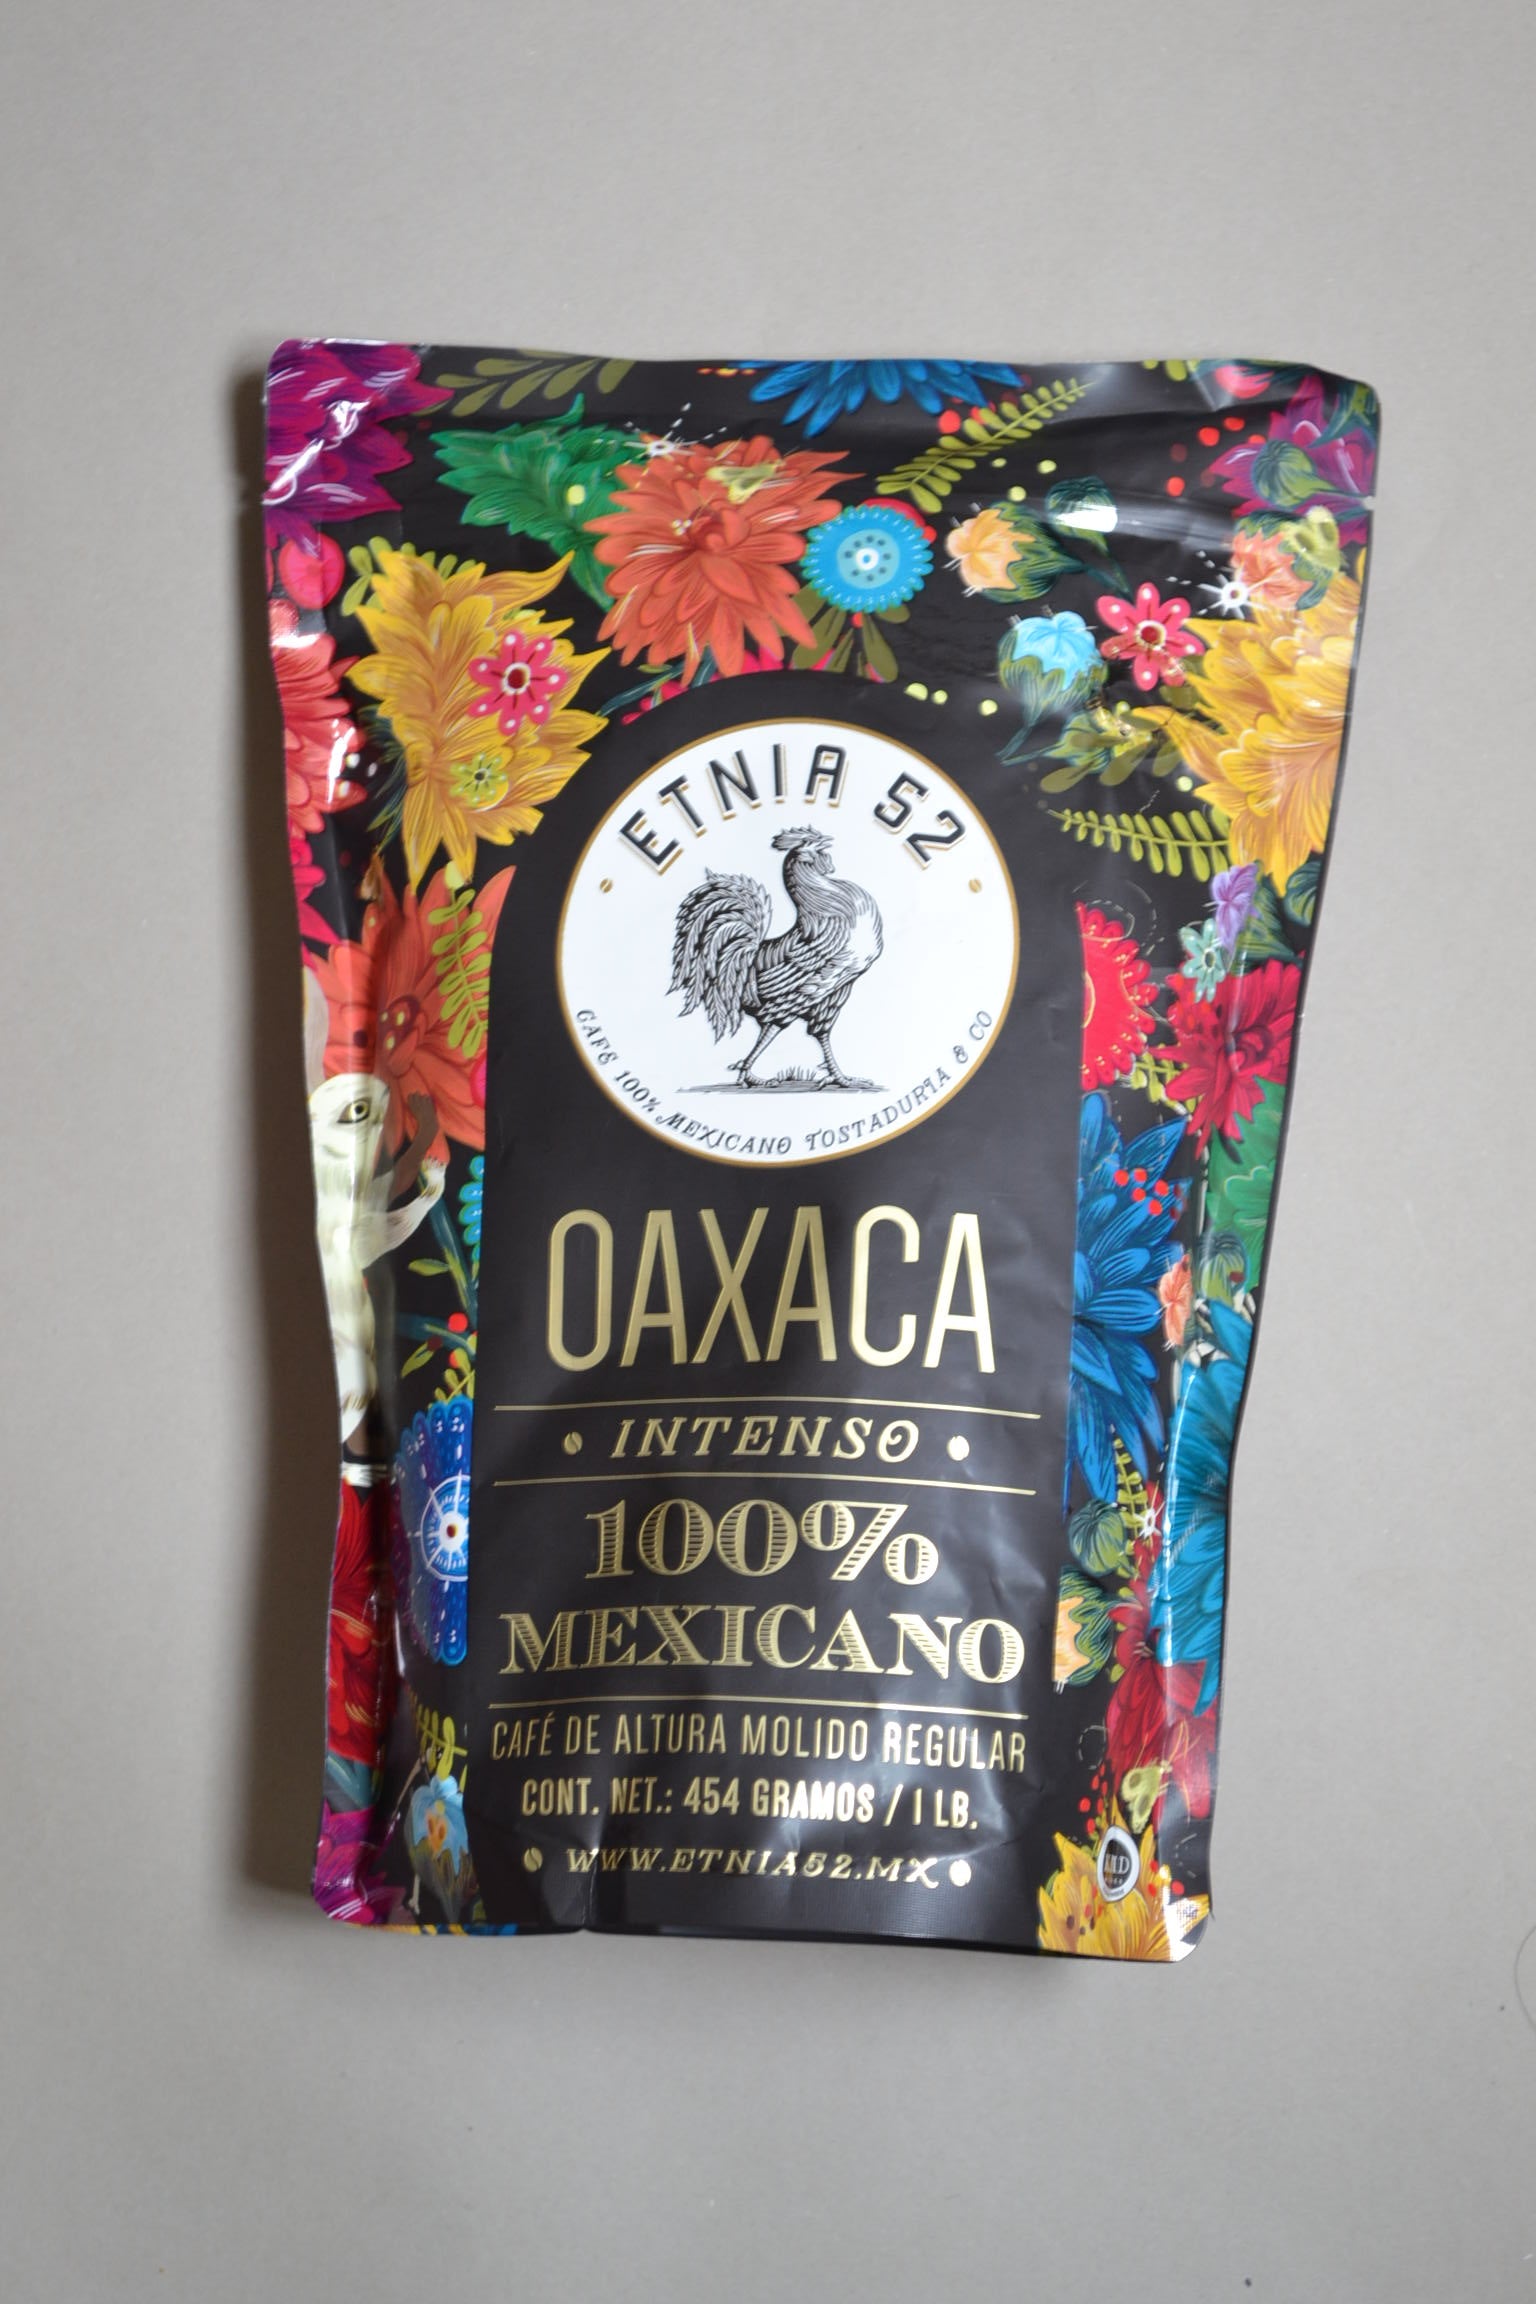 ETNIA 52
CAFE 100% MEXICANO TOSTADURIA & CO
OAXACA
INTENSO
100%
MEXICANO
CAFÉ DE ALTURA MOLIDO REGULAR
CONT. NET.: 454 GRAMOS / 1 LB.
WWW.ETNIA52.MX